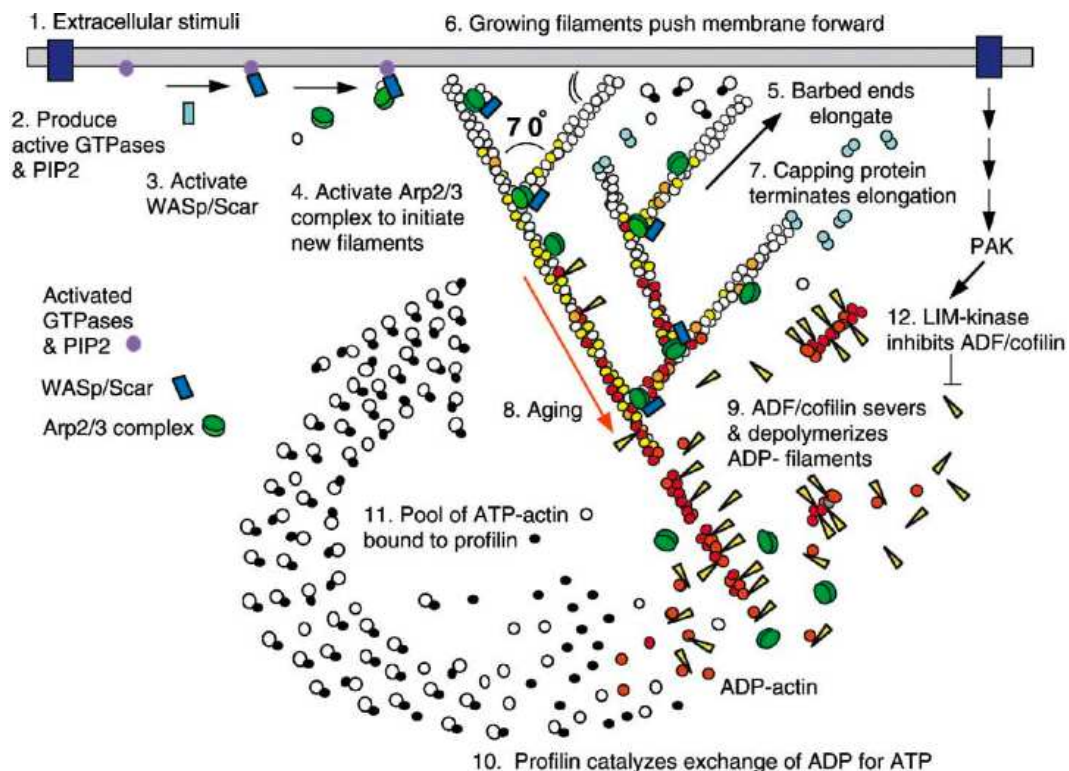 1. Extracellular stimuli
6. Growing filaments push membrane forward
2. Produce
active GTPases
& PIP2
3. Activate
WASp/Scar
4. Activate Arp2/3
complex to initiate
new filaments
70°
5. Barbed ends
elongate
7. Capping protein
terminates elongation
PAK
12. LIM-kinase
inhibits ADF/cofilin
Activated
GTPases
& PIP2
WASp/Scar
Arp2/3 complex
8. Aging
9. ADF/cofilin severs
& depolymerizes
ADP- filaments
11. Pool of ATP-actin
bound to profilin
ADP-actin
10. Profilin catalyzes exchange of ADP for ATP